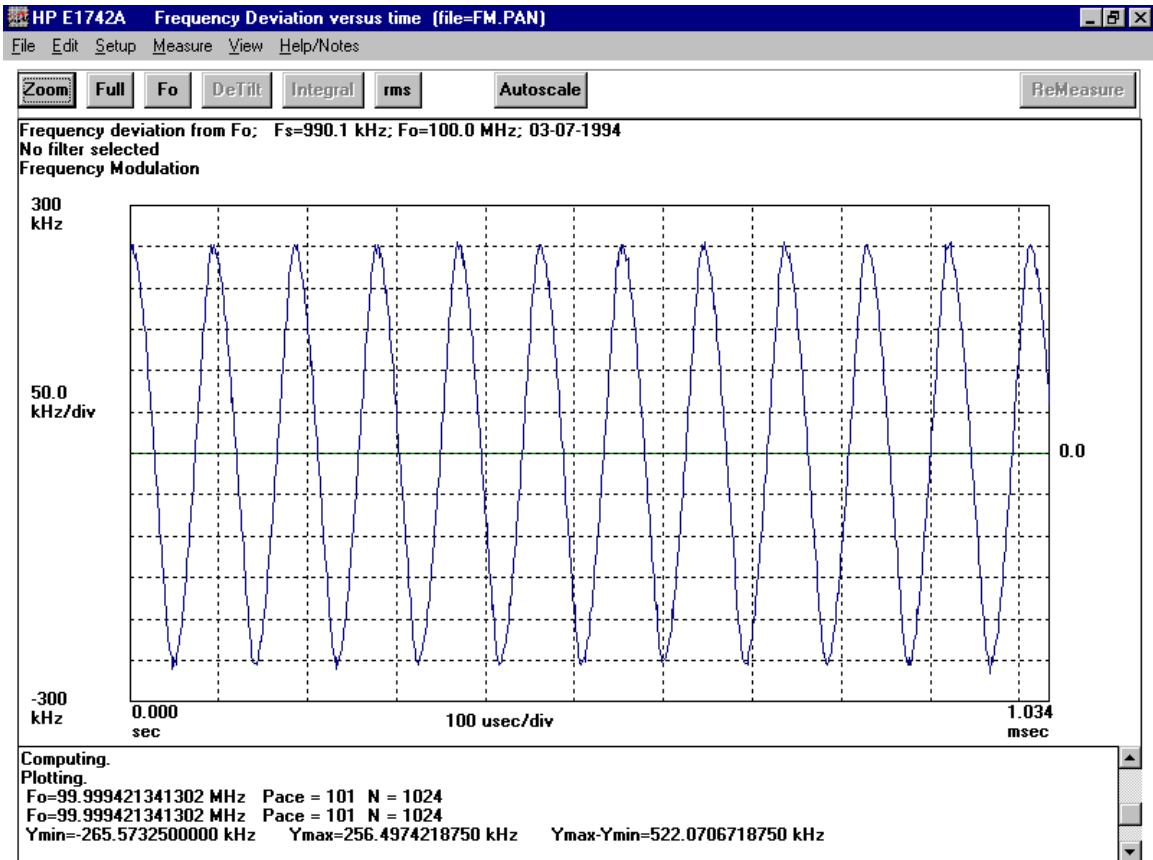 HP E1742A Frequency Deviation versus time (file=FM.PAN)
File Edit Setup Measure View Help/Notes
Zoom Full Fo DeTilt Integral rms Autoscale ReMeasure
Frequency deviation from Fo; Fs=990.1 kHz; Fo=100.0 MHz; 03-07-1994
No filter selected
Frequency Modulation
300
kHz
50.0
kHz/div
0.0
-300
kHz
0.000
sec
100 usec/div
1.034
msec
Computing.
Plotting.
Fo=99.999421341302 MHz Pace = 101 N = 1024
Fo=99.999421341302 MHz Pace = 101 N = 1024
Ymin=-265.5732500000 kHz Ymax=256.4974218750 kHz Ymax-Ymin=522.0706718750 kHz